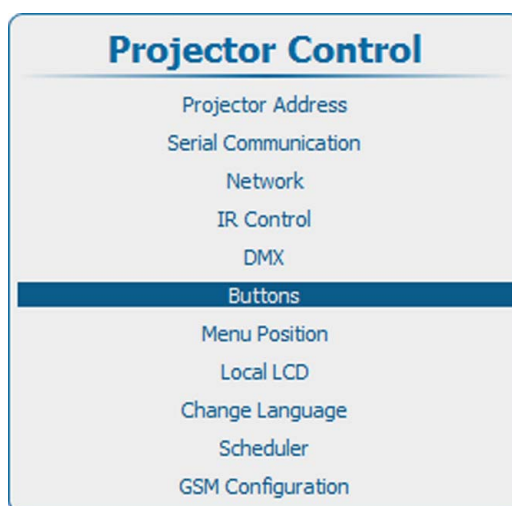 Projector Control
Projector Address
Serial Communication
Network
IR Control
DMX
Buttons
Menu Position
Local LCD
Change Language
Scheduler
GSM Configuration